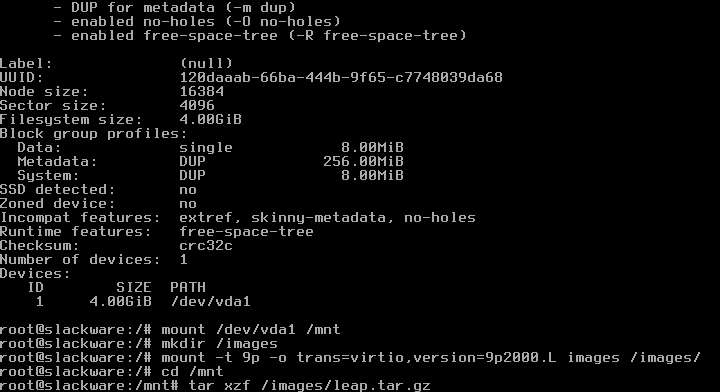 - DUP for metadata (-m dup)
- enabled no-holes (-O no-holes)
- enabled free-space-tree (-R free-space-tree)
Label: (null)
UUID: 120daaab-66ba-444b-9f65-c7748039da68
Node size: 16384
Sector size: 4096
Filesystem size: 4.00GiB
Block group profiles:
Data: single 8.00MiB
Metadata: DUP 256.00MiB
System: DUP 8.00MiB
SSD detected: no
Zoned device: no
Incompat features: extref, skinny-metadata, no-holes
Runtime features: free-space-tree
Checksum: crc32c
Number of devices: 1
Devices:
ID SIZE PATH
1 4.00GiB /dev/vda1
root@slackware:/# mount /dev/vda1 /mnt
root@slackware:/# mkdir /images
root@slackware:/# mount -t 9p -o trans=virtio,version=9p2000.L images /images/
root@slackware:/# cd /mnt
root@slackware:/mnt# tar xzf /images/leap.tar.gz